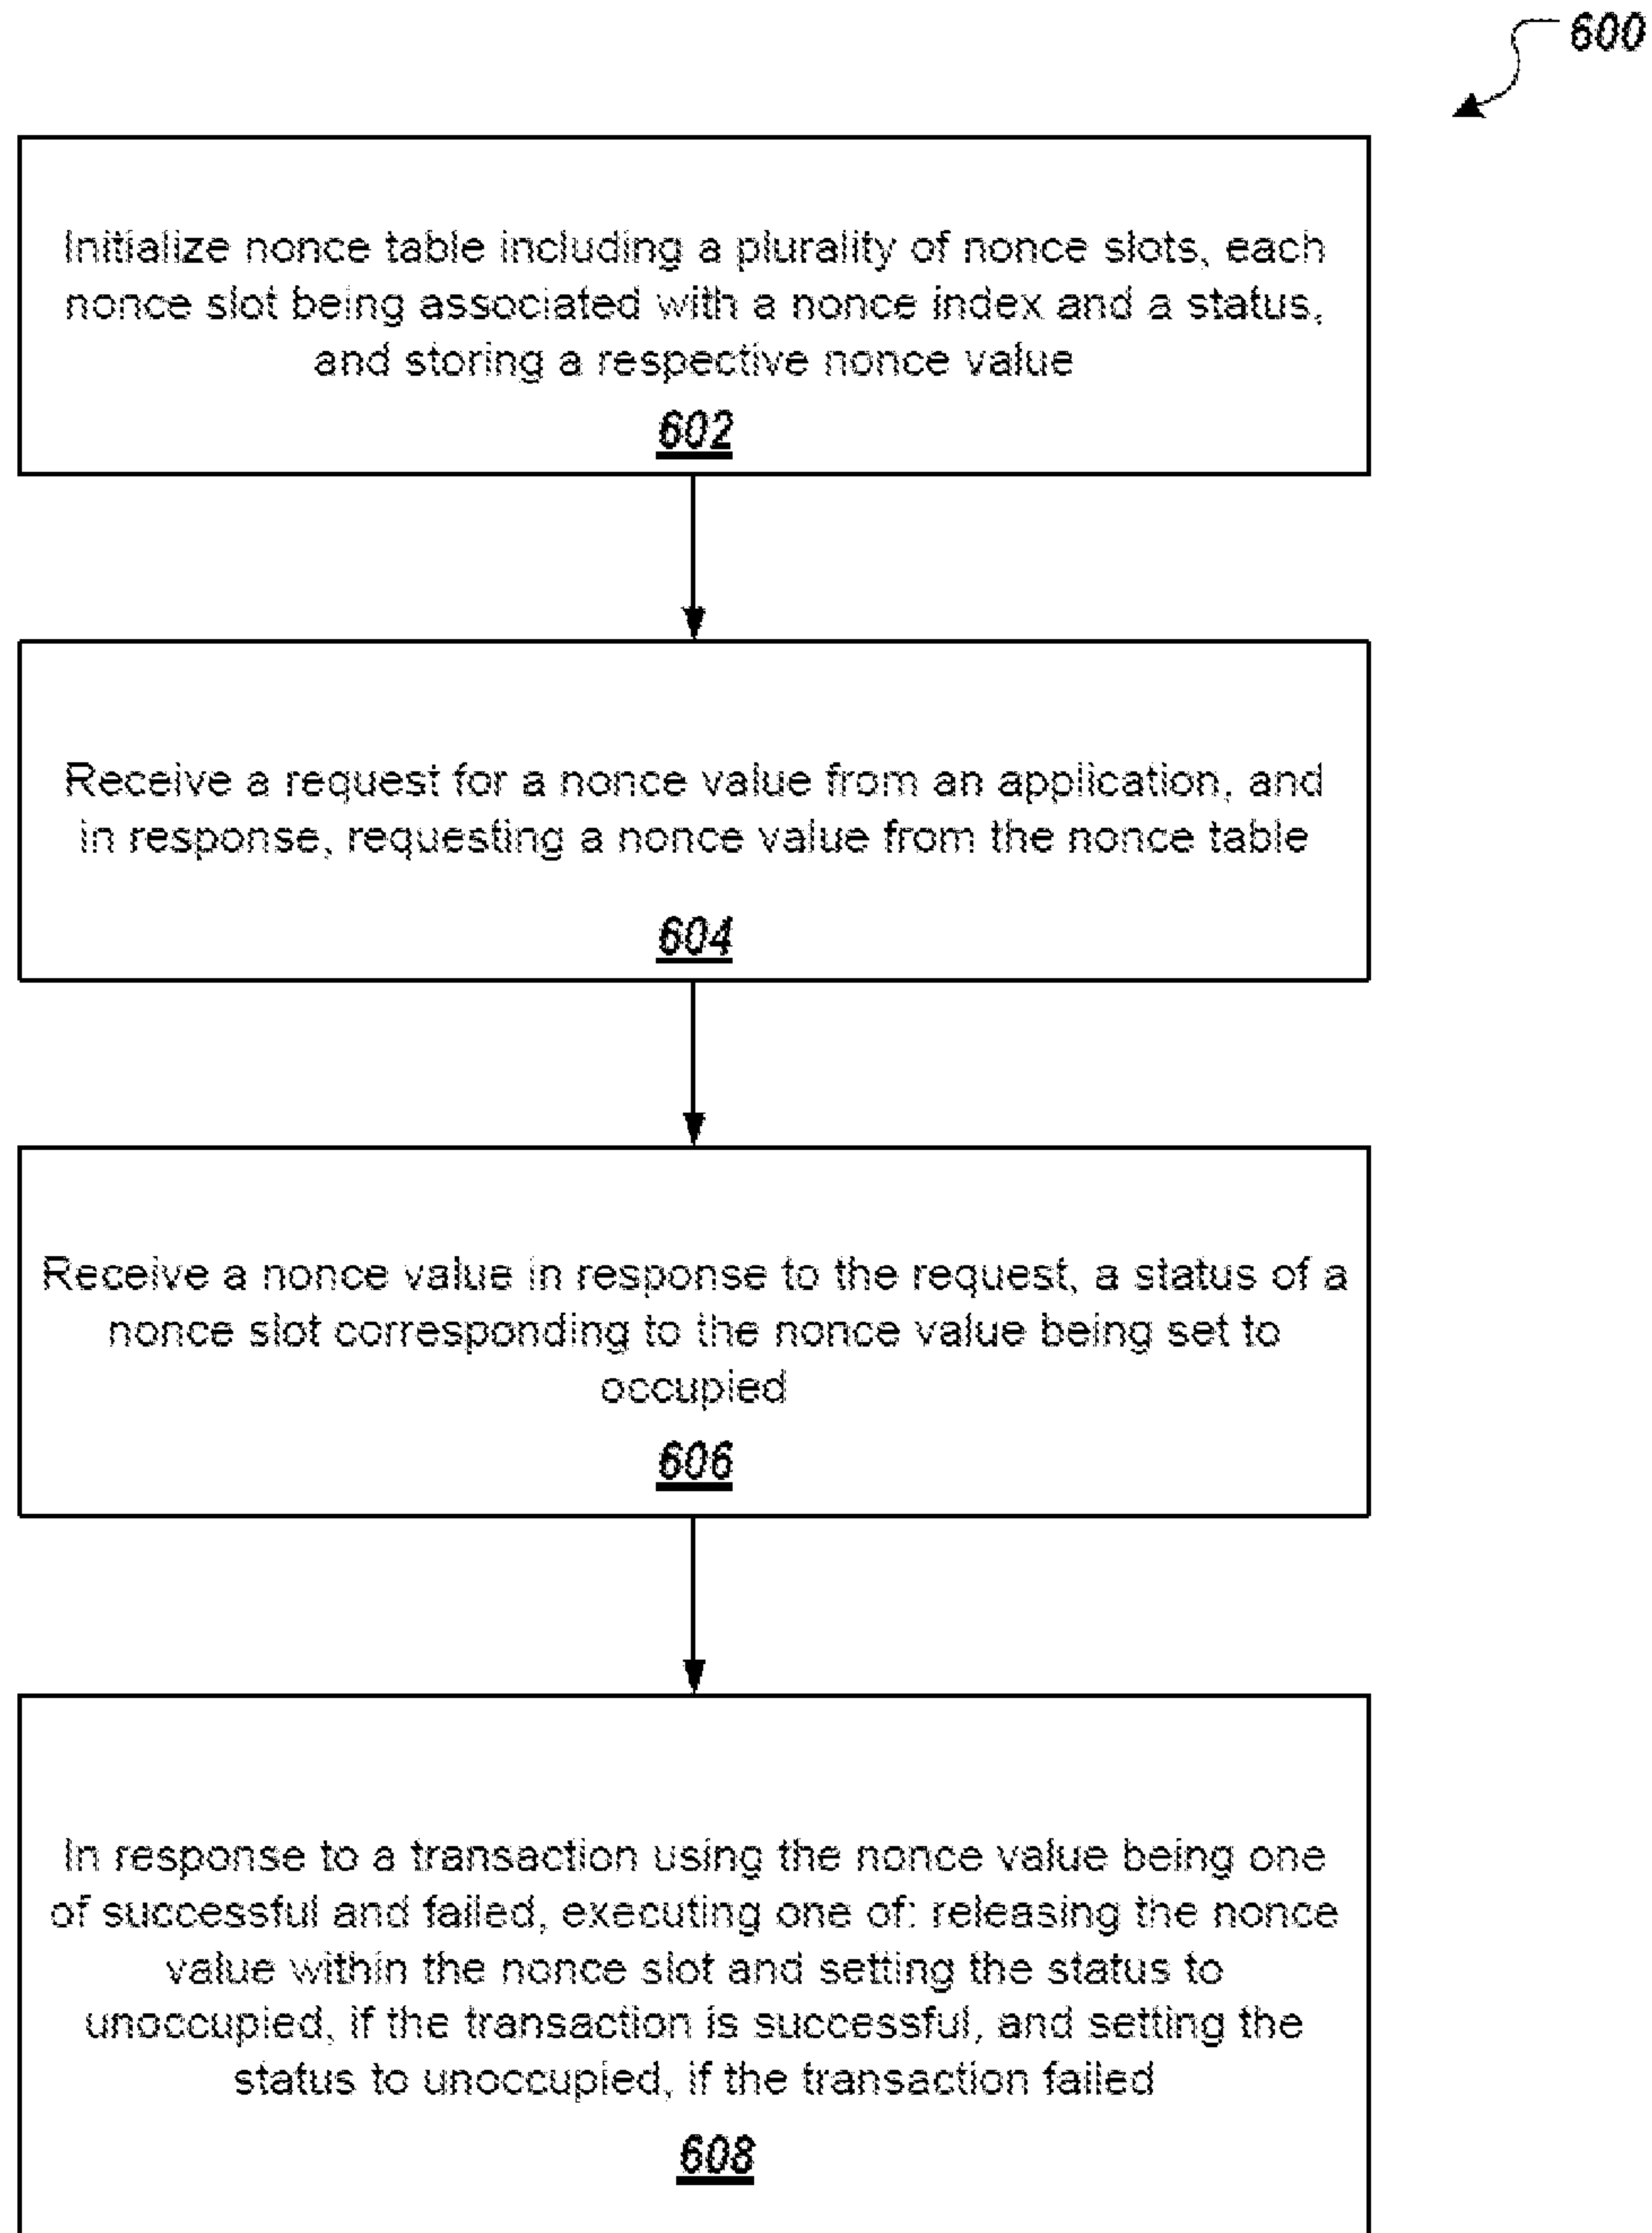 600
Initialize nonce table including a plurality of nonce slots, each
nonce slot being associated with a nonce index and a status,
and storing a respective nonce value
602
Receive a request for a nonce value from an application, and
in response, requesting a nonce value from the nonce table
604
Receive a nonce value in response to the request, a status of a
nonce slot corresponding to the nonce value being set to
occupied
606
In response to a transaction using the nonce value being one
of successful and failed, executing one of: releasing the nonce
value within the nonce slot and setting the status to
unoccupied, if the transaction is successful, and setting the
status to unoccupied, if the transaction failed
608